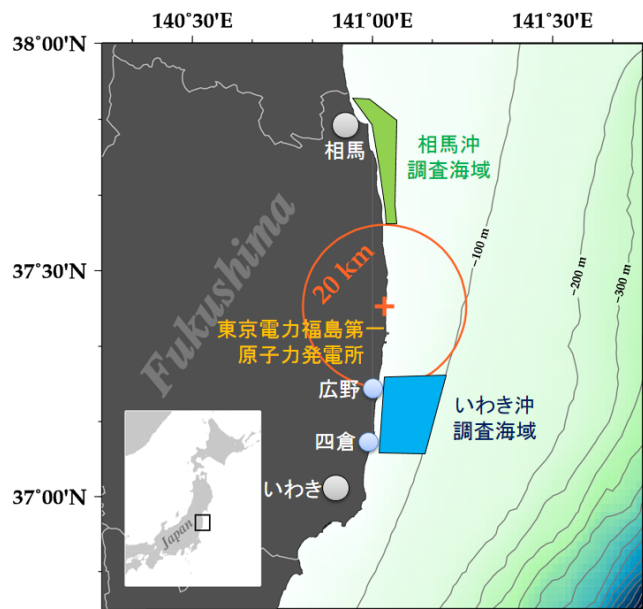 140°30'E
141°00'E
141°30'E
38°00'N
37°30'N
37°00'N
相馬
相馬沖
調査海域
Fukushima
20 km
-100 m
-200 m
-300 m
東京電力福島第一
原子力発電所
広野
いわき沖
調査海域
四倉
いわき
Japan